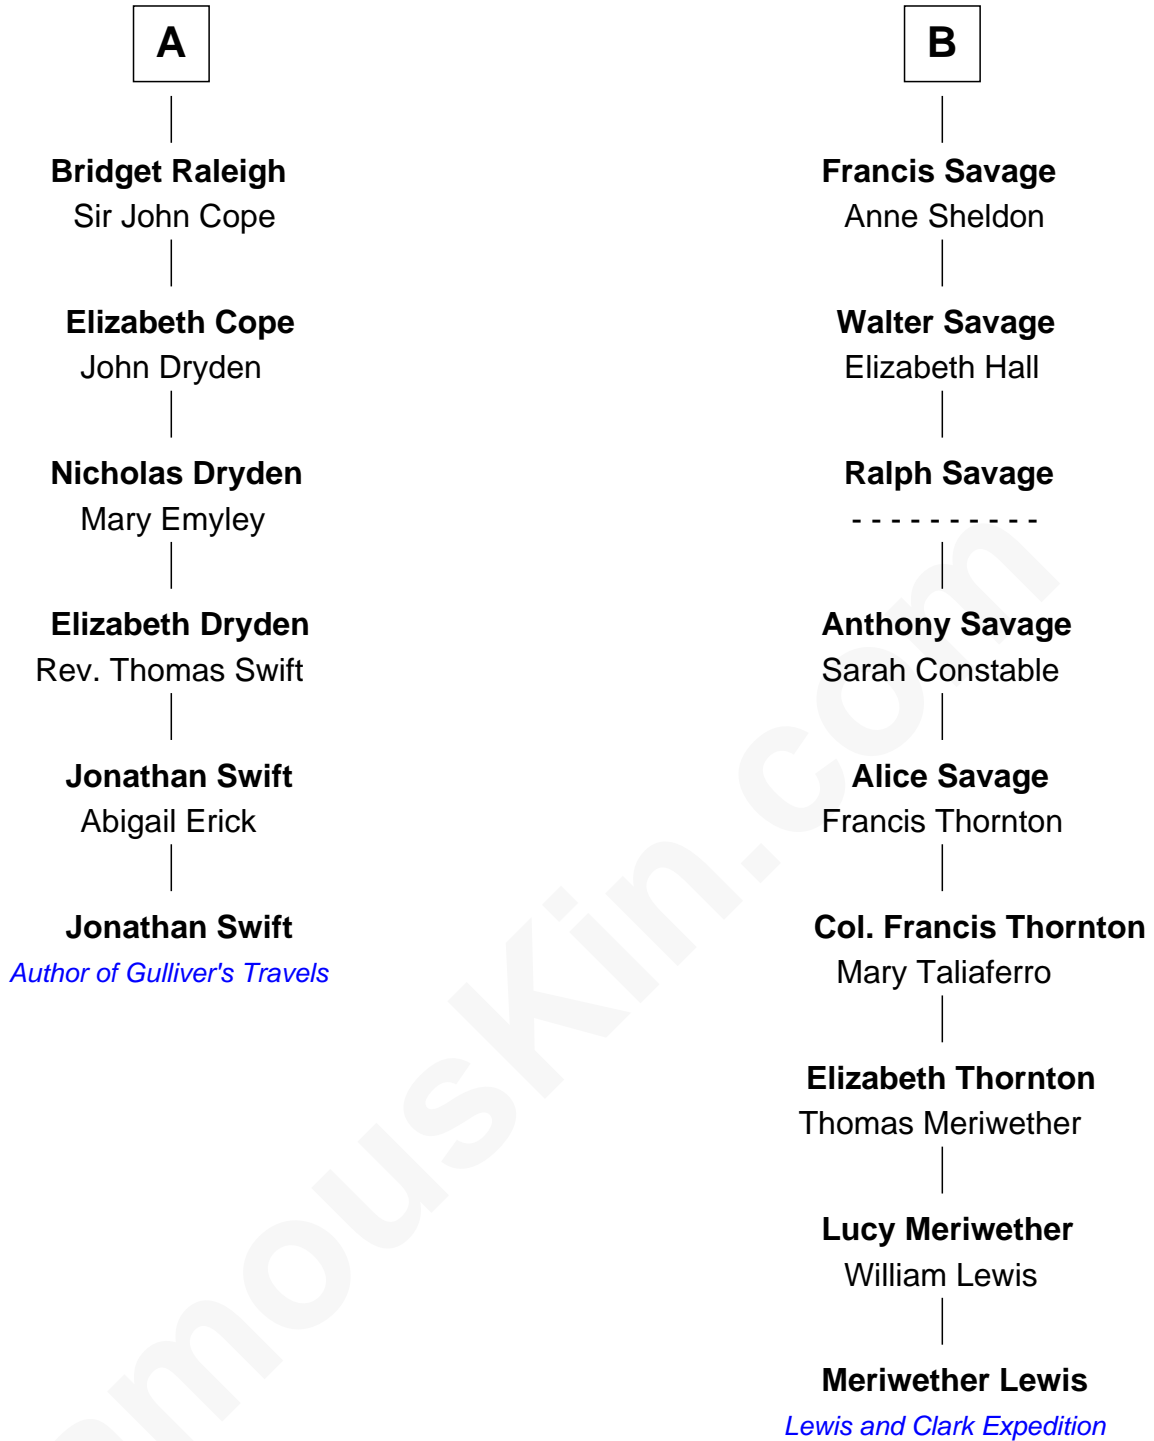 A
Bridget Raleigh
Sir John Cope
Elizabeth Cope
John Dryden
Nicholas Dryden
Mary Emyley
Elizabeth Dryden
Rev. Thomas Swift
Jonathan Swift
Abigail Erick
Jonathan Swift
Author of Gulliver's Travels
B
Francis Savage
Anne Sheldon
Walter Savage
Elizabeth Hall
Ralph Savage
- - - - - - - - - -
Anthony Savage
Sarah Constable
Alice Savage
Francis Thornton
Col. Francis Thornton
Mary Taliaferro
Elizabeth Thornton
Thomas Meriwether
Lucy Meriwether
William Lewis
Meriwether Lewis
Lewis and Clark Expedition
amouskin.com